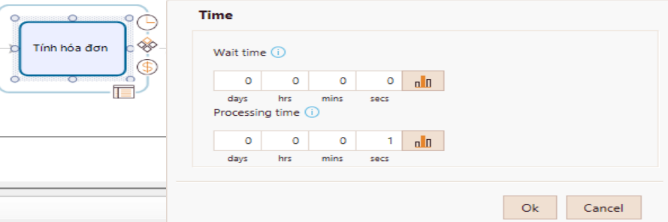 Tính hóa đơn
Time
Wait time
0 0 0 0
days hrs mins secs
Processing time
0 0 0 1
days hrs mins secs
Ok Cancel